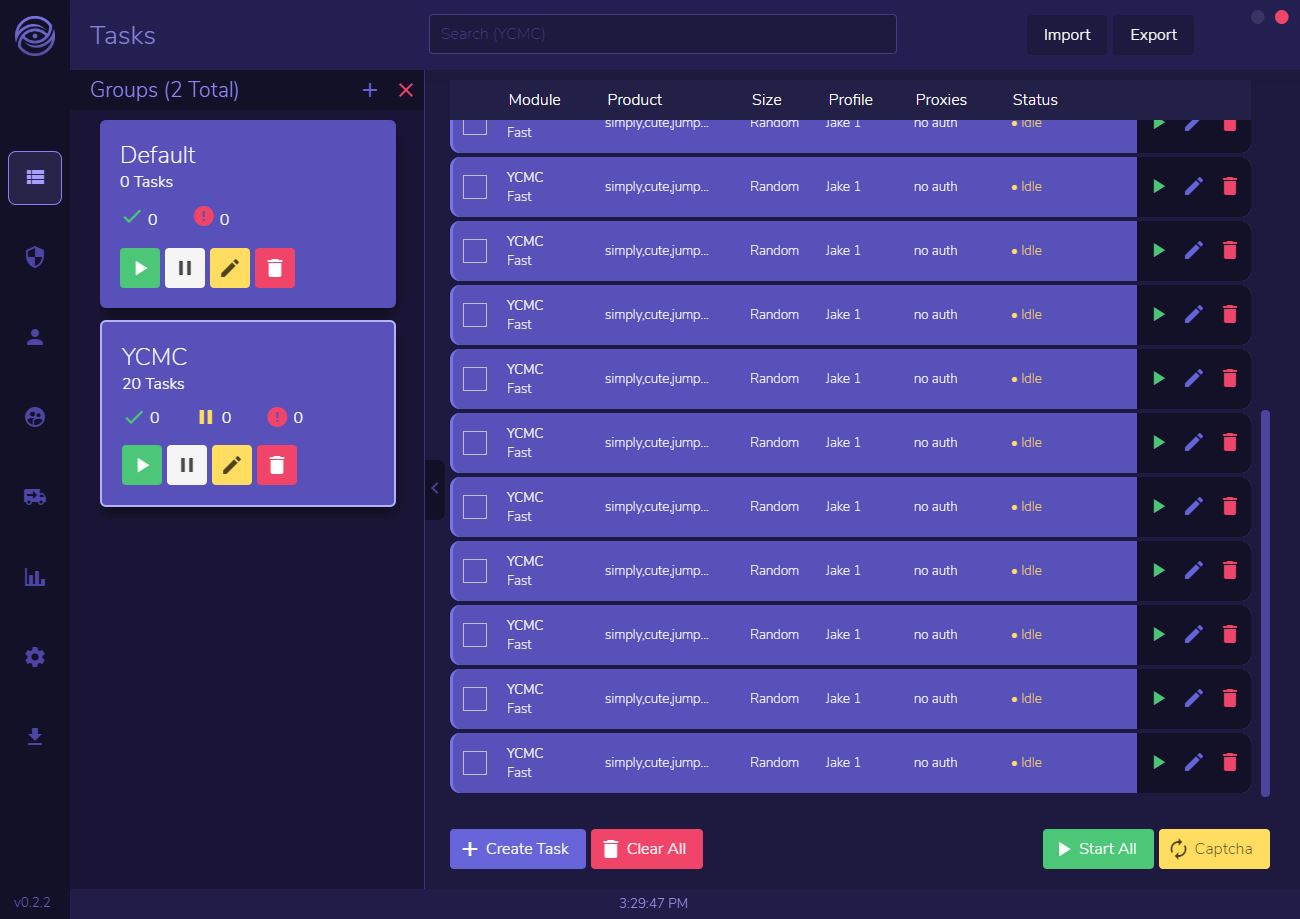 Tasks
Search (YCMC)
Import
Export
Groups (2 Total)
Default
0 Tasks
0
0
YCMC
20 Tasks
0
0
0
Module Product Size Profile Proxies Status
Fast simply,cute,jump... Random Jake 1 no auth • Idle
YCMC
Fast simply,cute,jump... Random Jake 1 no auth • Idle
YCMC
Fast simply,cute,jump... Random Jake 1 no auth • Idle
YCMC
Fast simply,cute,jump... Random Jake 1 no auth • Idle
YCMC
Fast simply,cute,jump... Random Jake 1 no auth • Idle
YCMC
Fast simply,cute,jump... Random Jake 1 no auth • Idle
YCMC
Fast simply,cute,jump... Random Jake 1 no auth • Idle
YCMC
Fast simply,cute,jump... Random Jake 1 no auth • Idle
YCMC
Fast simply,cute,jump... Random Jake 1 no auth • Idle
YCMC
Fast simply,cute,jump... Random Jake 1 no auth • Idle
YCMC
Fast simply,cute,jump... Random Jake 1 no auth • Idle
Create Task
Clear All
Start All
Captcha
v0.2.2
3:29:47 PM